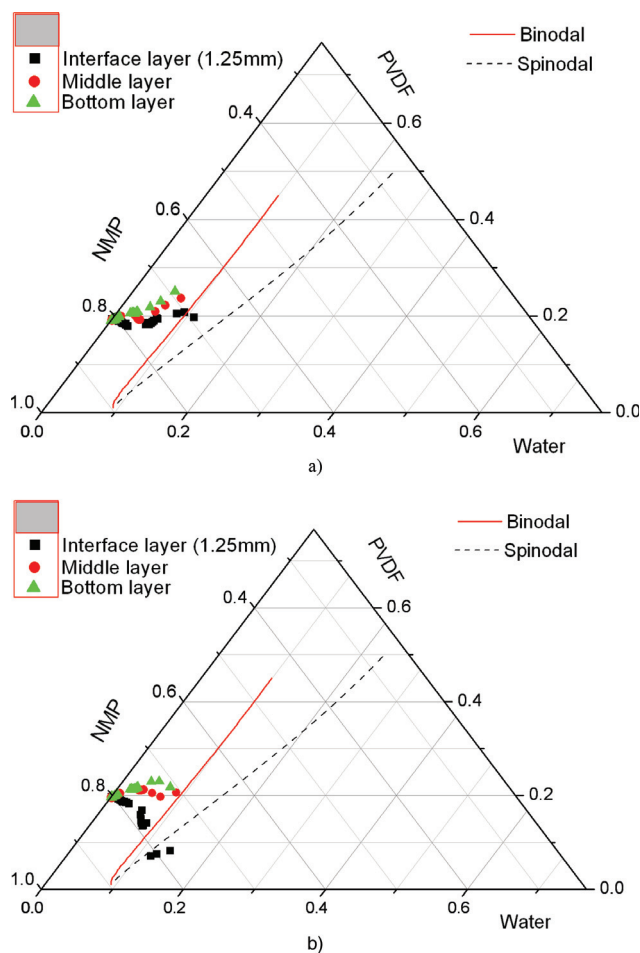 Interface layer (1.25mm)
Middle layer
Bottom layer
Binodal
Spinodal
PVDF
NMP
0.4
0.6
0.8
1.0
0.6
0.4
0.2
0.0
0.0
0.2
0.4
0.6
Water
a)
Interface layer (1.25mm)
Middle layer
Bottom layer
Binodal
Spinodal
PVDF
NMP
0.4
0.6
0.8
1.0
0.6
0.4
0.2
0.0
0.0
0.2
0.4
0.6
Water
b)